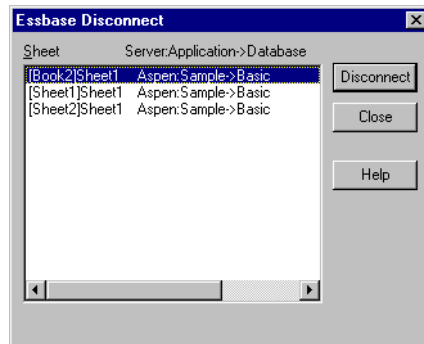 Essbase Disconnect
Sheet Server:Application->Database
[Book2]Sheet1 Aspen:Sample->Basic
[Sheet1]Sheet1 Aspen:Sample->Basic
[Sheet2]Sheet1 Aspen:Sample->Basic
Disconnect
Close
Help